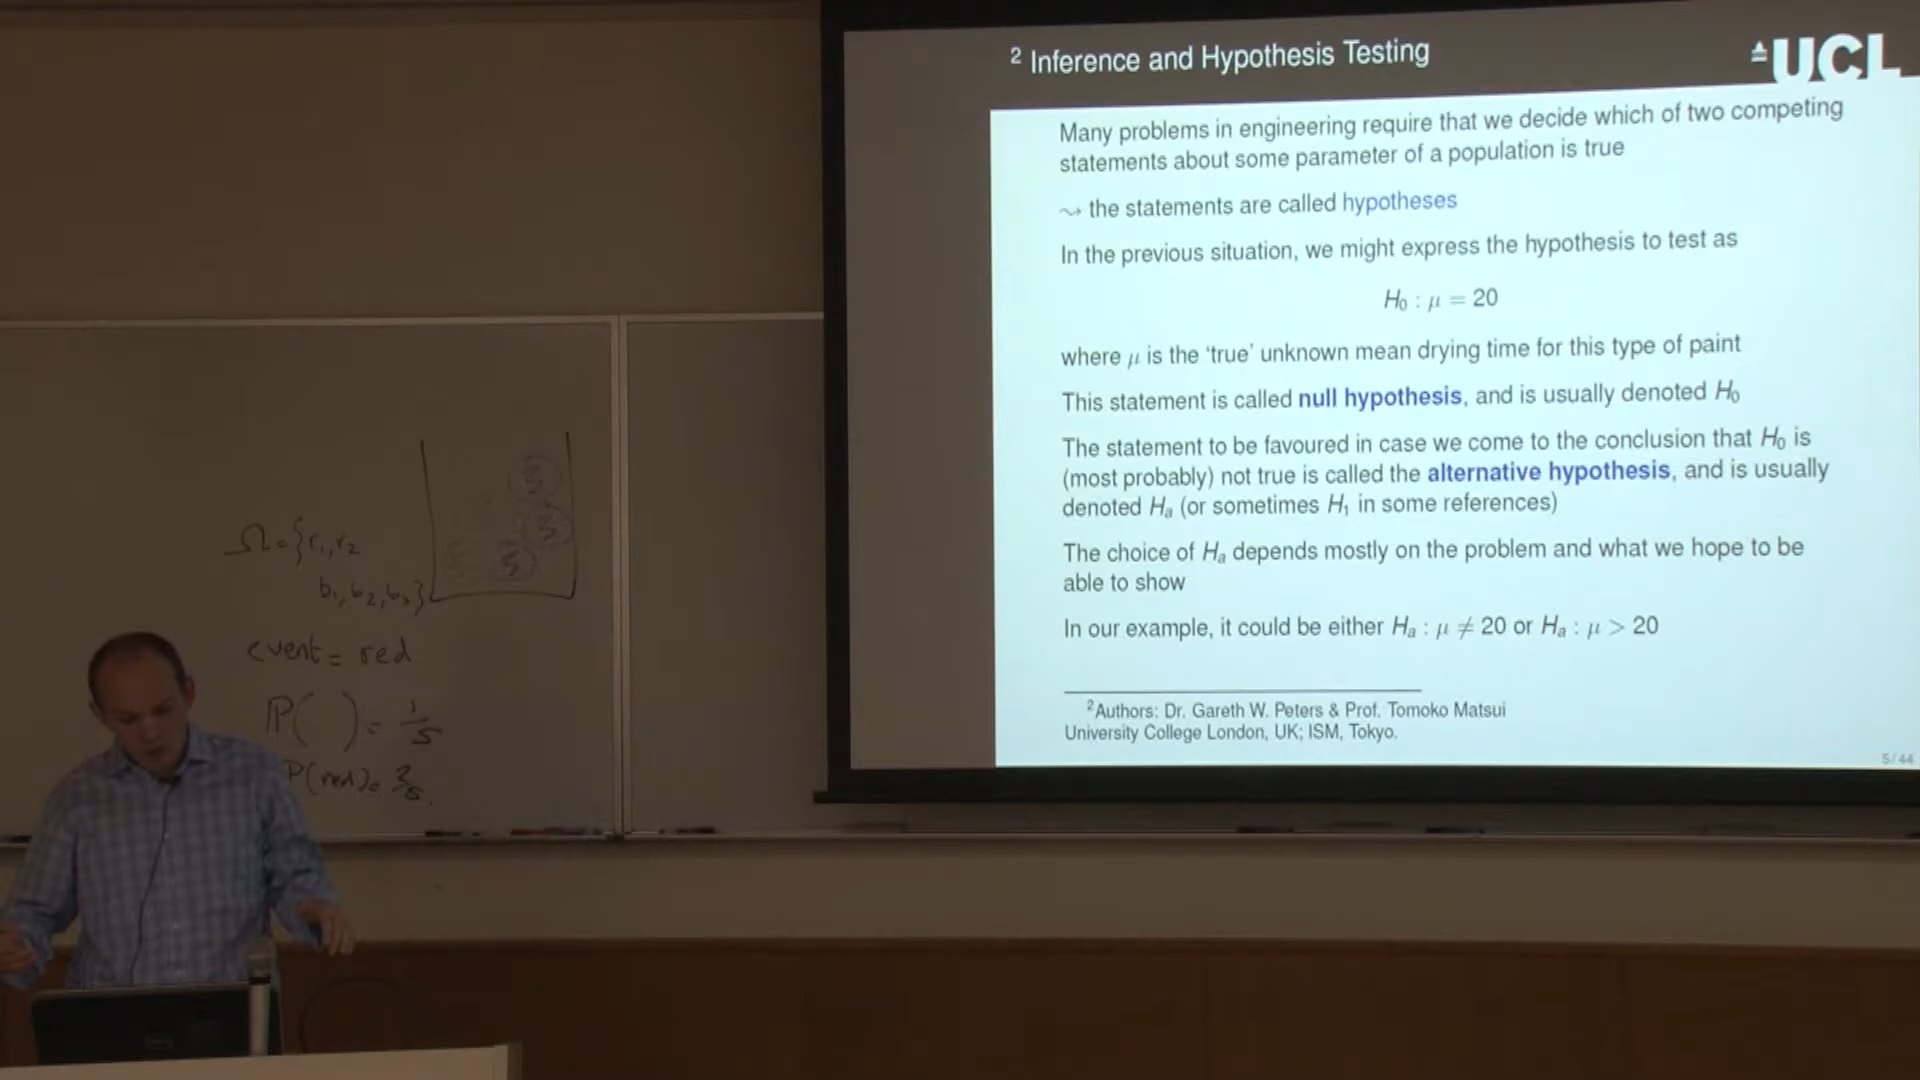 Ω={r₁,r₂
b₁,b₂,b₃}
event = red
P( ) = 1/5
P(red)= 2/5.
² Inference and Hypothesis Testing
UCL
Many problems in engineering require that we decide which of two competing
statements about some parameter of a population is true
⇝ the statements are called hypotheses
In the previous situation, we might express the hypothesis to test as
H₀ : μ = 20
where μ is the ‘true’ unknown mean drying time for this type of paint
This statement is called null hypothesis, and is usually denoted H₀
The statement to be favoured in case we come to the conclusion that H₀ is
(most probably) not true is called the alternative hypothesis, and is usually
denoted Hₐ (or sometimes H₁ in some references)
The choice of Hₐ depends mostly on the problem and what we hope to be
able to show
In our example, it could be either Hₐ : μ ≠ 20 or Hₐ : μ > 20
²Authors: Dr. Gareth W. Peters & Prof. Tomoko Matsui
University College London, UK; ISM, Tokyo.
5/44